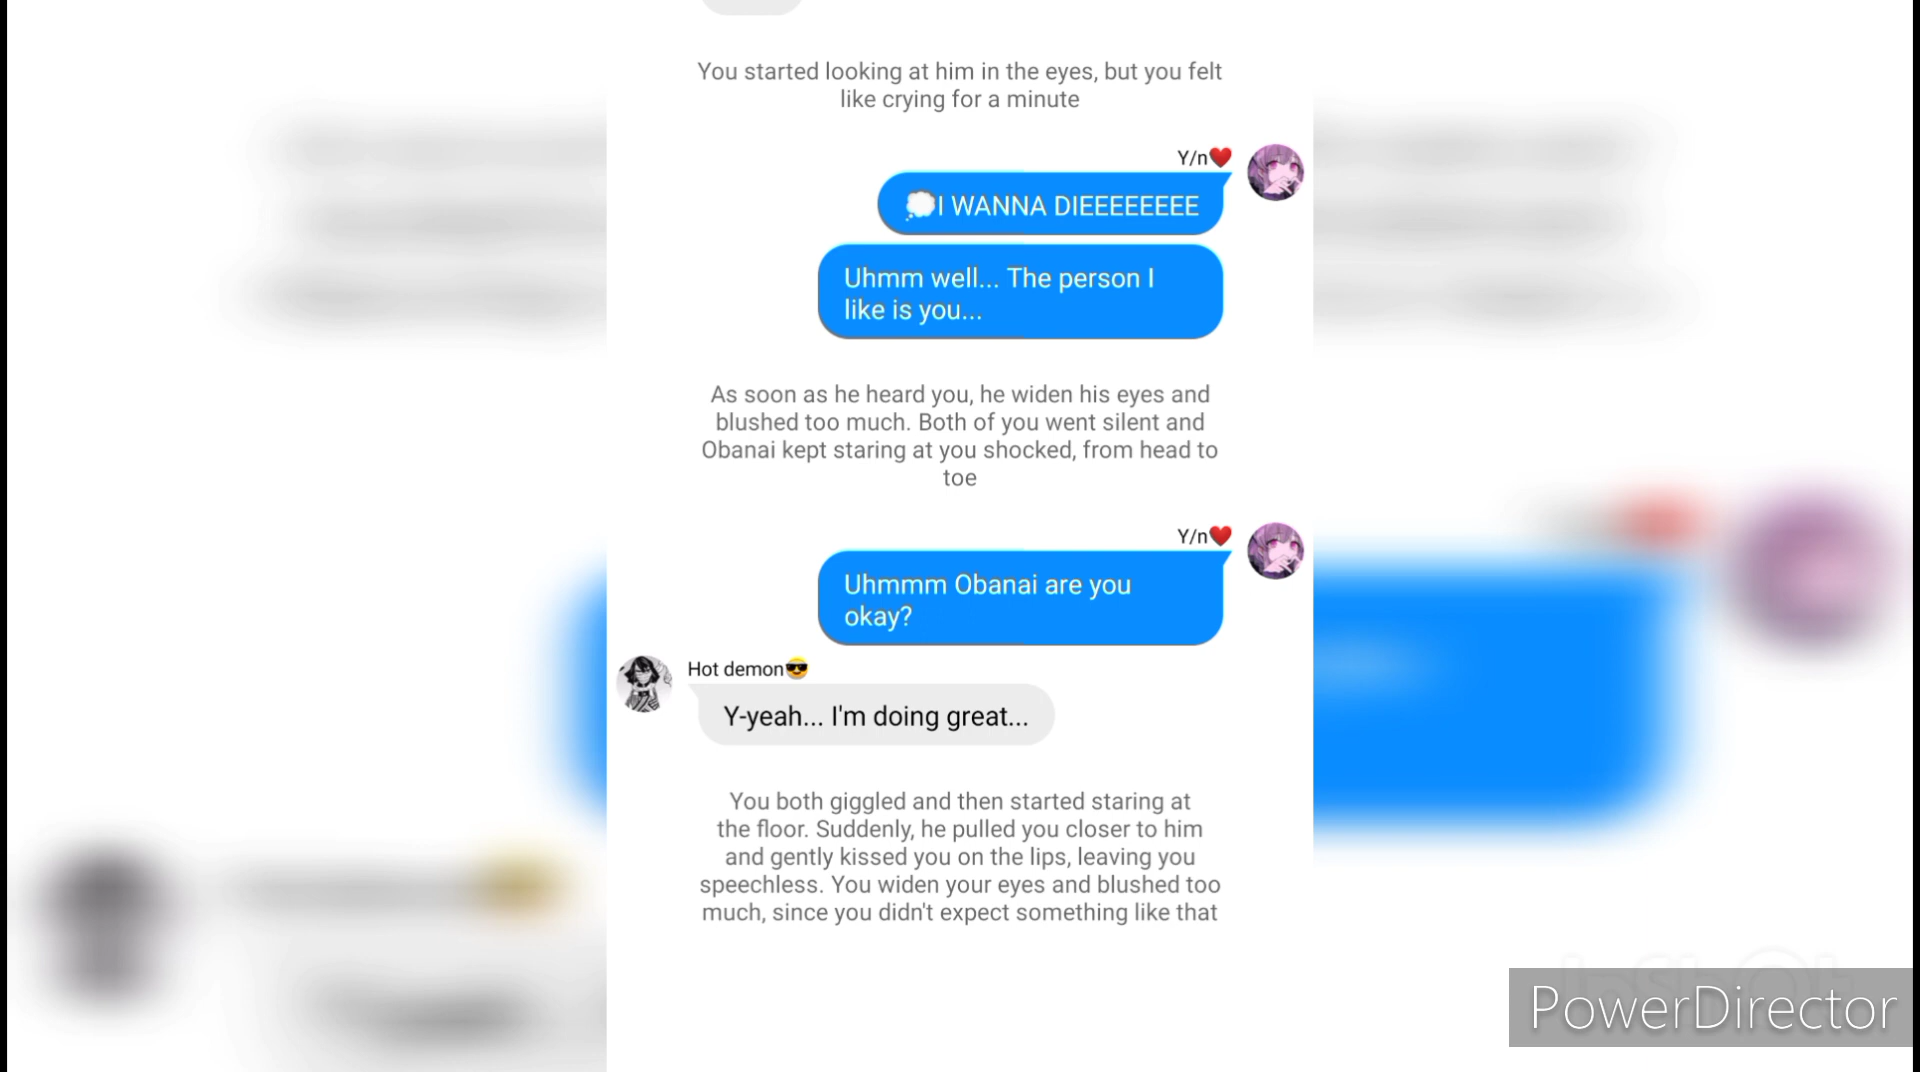 You started looking at him in the eyes, but you felt
like crying for a minute
Y/n❤️
💭I WANNA DIEEEEEEEE
Uhmm well... The person I
like is you...
As soon as he heard you, he widen his eyes and
blushed too much. Both of you went silent and
Obanai kept staring at you shocked, from head to
toe
Y/n❤️
Uhmmm Obanai are you
okay?
Hot demon😎
Y-yeah... I'm doing great...
You both giggled and then started staring at
the floor. Suddenly, he pulled you closer to him
and gently kissed you on the lips, leaving you
speechless. You widen your eyes and blushed too
much, since you didn't expect something like that
InShOt
PowerDirector